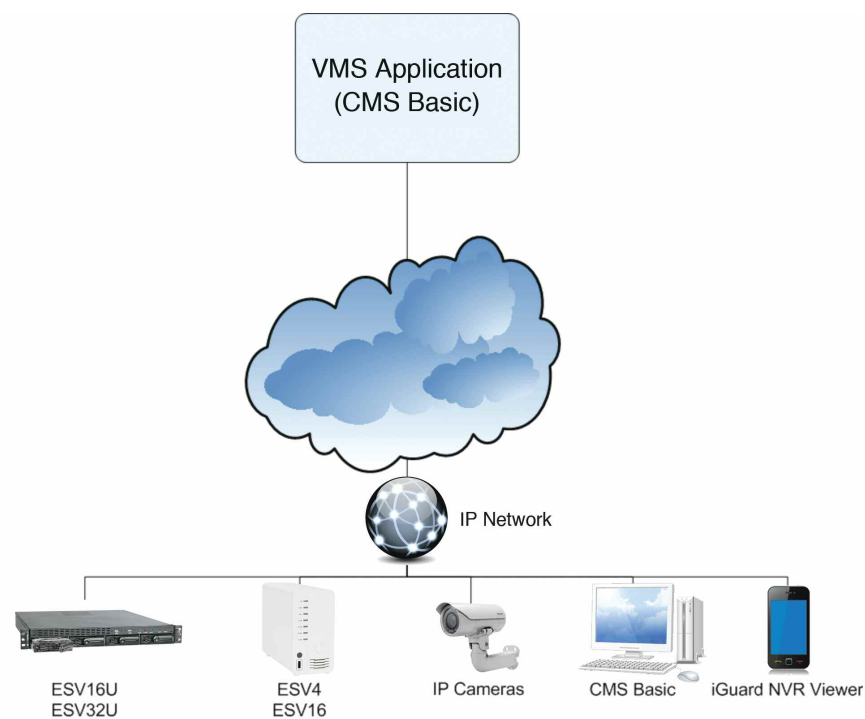 VMS Application
(CMS Basic)
IP Network
ESV16U
ESV32U
ESV4
ESV16
IP Cameras
CMS Basic
iGuard NVR Viewer